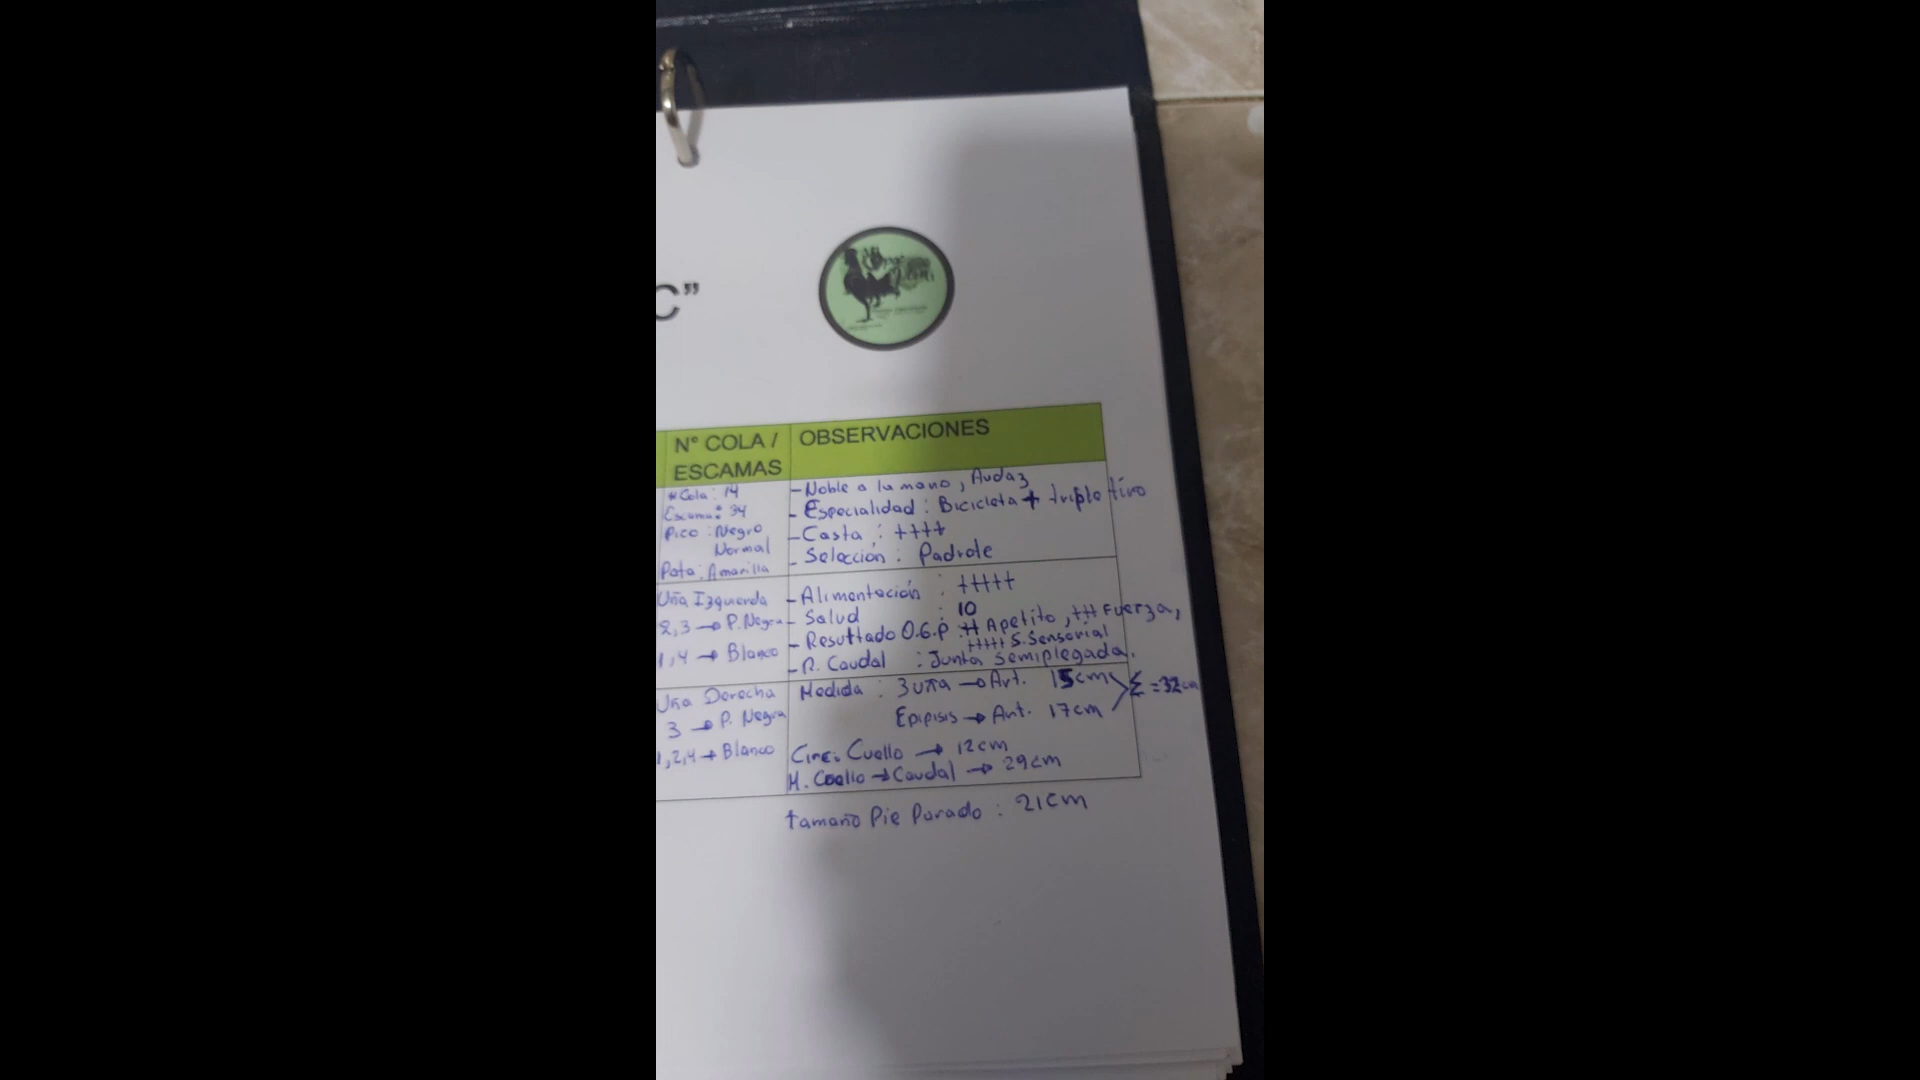 C”
N° COLA / ESCAMAS
OBSERVACIONES
# Cola: 14
Escama: 34
Pico: Negro
Normal
Pata: Amarilla
- Noble a la mano, Audaz
- Especialidad: Bicicleta + triple tiro
- Casta: ++++
- Selección: Padrote
Uña Izquierda
2,3 → P. Negra
1,4 → Blanco
- Alimentación: +++++
- Salud: 10
- Resultado O.G.P: ++ Apetito, +++ Fuerza,
+++++ S. Sensorial
- R. Caudal: Junta Semiplegada.
Uña Derecha
3 → P. Negra
1,2,4 → Blanco
Medida: 3 uña → Art. 15cm
Epipisis → Art. 17cm
Σ = 32cm
Circ. Cuello → 12cm
H. Coello → Caudal → 29cm
tamaño Pie Parado: 21cm